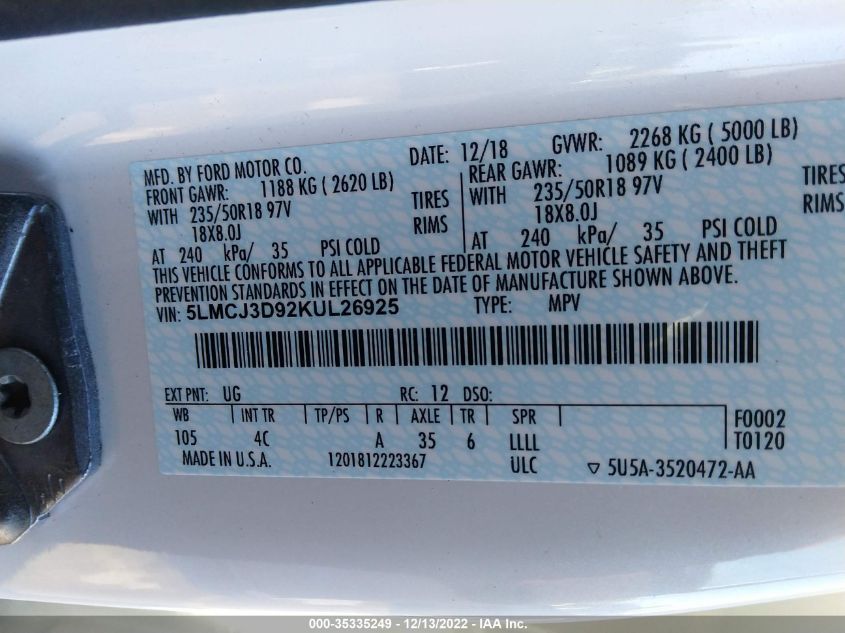 MFD. BY FORD MOTOR CO. DATE: 12/18 GVWR: 2268 KG ( 5000 LB)
FRONT GAWR: 1188 KG ( 2620 LB) REAR GAWR: 1089 KG ( 2400 LB)
WITH 235/50R18 97V TIRES WITH 235/50R18 97V TIRES
18X8.0J RIMS 18X8.0J RIMS
AT 240 kPa/ 35 PSI COLD AT 240 kPa/ 35 PSI COLD
THIS VEHICLE CONFORMS TO ALL APPLICABLE FEDERAL MOTOR VEHICLE SAFETY AND THEFT
PREVENTION STANDARDS IN EFFECT ON THE DATE OF MANUFACTURE SHOWN ABOVE.
VIN: 5LMCJ3D92KUL26925 TYPE: MPV
EXT PNT: UG RC: 12 DSO:
WB INT TR TP/PS R AXLE TR SPR F0002
105 4C A 35 6 LLLL T0120
MADE IN U.S.A. 1201812223367 ULC ▽ 5U5A-3520472-AA
000-35335249 - 12/13/2022 - IAA Inc.